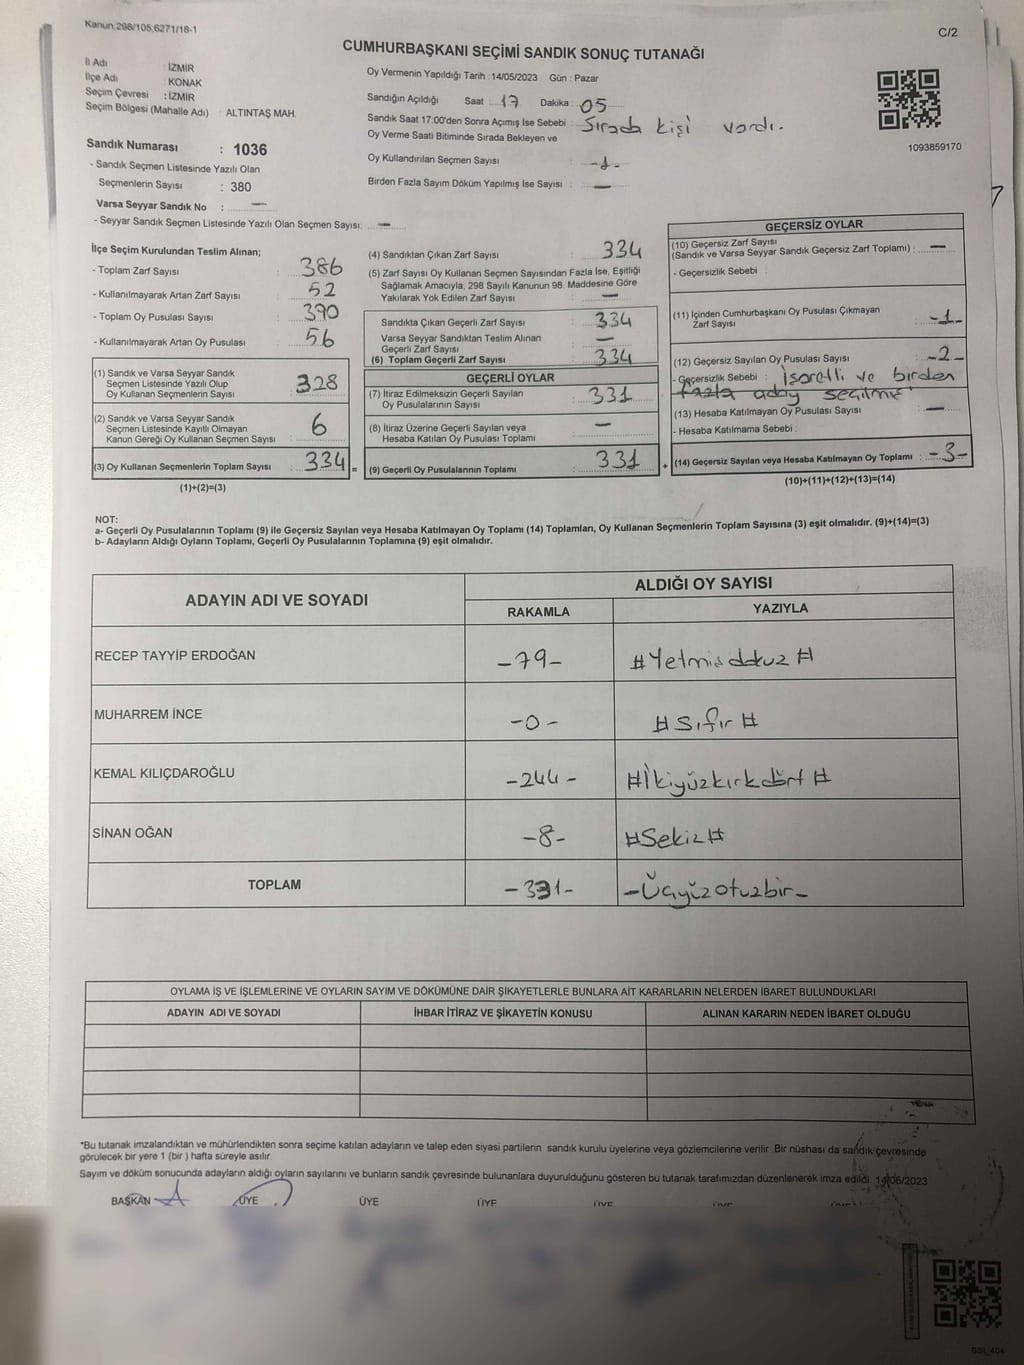 Kanun:298/105,6271/18-1
C/2
CUMHURBAŞKANI SEÇİMİ SANDIK SONUÇ TUTANAĞI
İl Adı : İZMİR
İlçe Adı : KONAK
Seçim Çevresi : İZMİR
Seçim Bölgesi (Mahalle Adı) : ALTINTAŞ MAH.
Oy Vermenin Yapıldığı Tarih :14/05/2023 Gün : Pazar
Sandığın Açıldığı Saat 17 Dakika : 05
Sandık Saat 17:00'den Sonra Açımış İse Sebebi : Sırada kişi vardı.
Oy Verme Saati Bitiminde Sırada Bekleyen ve
Oy Kullandırılan Seçmen Sayısı : -1-
Birden Fazla Sayım Döküm Yapılmış İse Sayısı : —
1093859170
Sandık Numarası : 1036
- Sandık Seçmen Listesinde Yazılı Olan
Seçmenlerin Sayısı : 380
Varsa Seyyar Sandık No : —
- Seyyar Sandık Seçmen Listesinde Yazılı Olan Seçmen Sayısı: —
İlçe Seçim Kurulundan Teslim Alınan;
- Toplam Zarf Sayısı : 386
- Kullanılmayarak Artan Zarf Sayısı : 52
- Toplam Oy Pusulası Sayısı : 390
- Kullanılmayarak Artan Oy Pusulası : 56
(1) Sandık ve Varsa Seyyar Sandık
Seçmen Listesinde Yazılı Olup
Oy Kullanan Seçmenlerin Sayısı : 328
(2) Sandık ve Varsa Seyyar Sandık
Seçmen Listesinde Kayıtlı Olmayan
Kanun Gereği Oy Kullanan Seçmen Sayısı : 6
(3) Oy Kullanan Seçmenlerin Toplam Sayısı : 334 =
(1)+(2)=(3)
(4) Sandıktan Çıkan Zarf Sayısı : 334
(5) Zarf Sayısı Oy Kullanan Seçmen Sayısından Fazla İse, Eşitliği
Sağlamak Amacıyla, 298 Sayılı Kanunun 98. Maddesine Göre
Yakılarak Yok Edilen Zarf Sayısı : —
Sandıkta Çıkan Geçerli Zarf Sayısı : 334
Varsa Seyyar Sandıktan Teslim Alınan
Geçerli Zarf Sayısı : —
(6) Toplam Geçerli Zarf Sayısı : 334
GEÇERLİ OYLAR
(7) İtiraz Edilmeksizin Geçerli Sayılan
Oy Pusulalarının Sayısı : 331
(8) İtiraz Üzerine Geçerli Sayılan veya
Hesaba Katılan Oy Pusulası Toplamı : —
(9) Geçerli Oy Pusulalarının Toplamı : 331 +
GEÇERSİZ OYLAR
(10) Geçersiz Zarf Sayısı
(Sandık ve Varsa Seyyar Sandık Geçersiz Zarf Toplamı) : —
- Geçersizlik Sebebi :
(11) İçinden Cumhurbaşkanı Oy Pusulası Çıkmayan
Zarf Sayısı : -1-
(12) Geçersiz Sayılan Oy Pusulası Sayısı : -2-
- Geçersizlik Sebebi : İsaretli ve birden
fazla aday seçilmiş
(13) Hesaba Katılmayan Oy Pusulası Sayısı : —
- Hesaba Katılmama Sebebi :
(14) Geçersiz Sayılan veya Hesaba Katılmayan Oy Toplamı : -3-
(10)+(11)+(12)+(13)=(14)
NOT:
a- Geçerli Oy Pusulalarının Toplamı (9) ile Geçersiz Sayılan veya Hesaba Katılmayan Oy Toplamı (14) Toplamları, Oy Kullanan Seçmenlerin Toplam Sayısına (3) eşit olmalıdır. (9)+(14)=(3)
b- Adayların Aldığı Oyların Toplamı, Geçerli Oy Pusulalarının Toplamına (9) eşit olmalıdır.
ADAYIN ADI VE SOYADI
ALDIĞI OY SAYISI
RAKAMLA YAZIYLA
RECEP TAYYİP ERDOĞAN -79- #Yetmiş dokuz#
MUHARREM İNCE -0- #Sıfır#
KEMAL KILIÇDAROĞLU -244- #İkiyüzkırkdört#
SİNAN OĞAN -8- #Sekiz#
TOPLAM -331- -Üçyüzotuzbir-
OYLAMA İŞ VE İŞLEMLERİNE VE OYLARIN SAYIM VE DÖKÜMÜNE DAİR ŞİKAYETLERLE BUNLARA AİT KARARLARIN NELERDEN İBARET BULUNDUKLARI
ADAYIN ADI VE SOYADI İHBAR İTİRAZ VE ŞİKAYETİN KONUSU ALINAN KARARIN NEDEN İBARET OLDUĞU
*Bu tutanak imzalandıktan ve mühürlendikten sonra seçime katılan adayların ve talep eden siyasi partilerin sandık kurulu üyelerine veya gözlemcilerine verilir. Bir nüshası da sandık çevresinde
görülecek bir yere 1 (bir ) hafta süreyle asılır.
Sayım ve döküm sonucunda adayların aldığı oyların sayılarını ve bunların sandık çevresinde bulunanlara duyurulduğunu gösteren bu tutanak tarafımızdan düzenlenerek imza edildi. 14/05/2023
BAŞKAN ÜYE ÜYE ÜYE ÜYE ÜYE